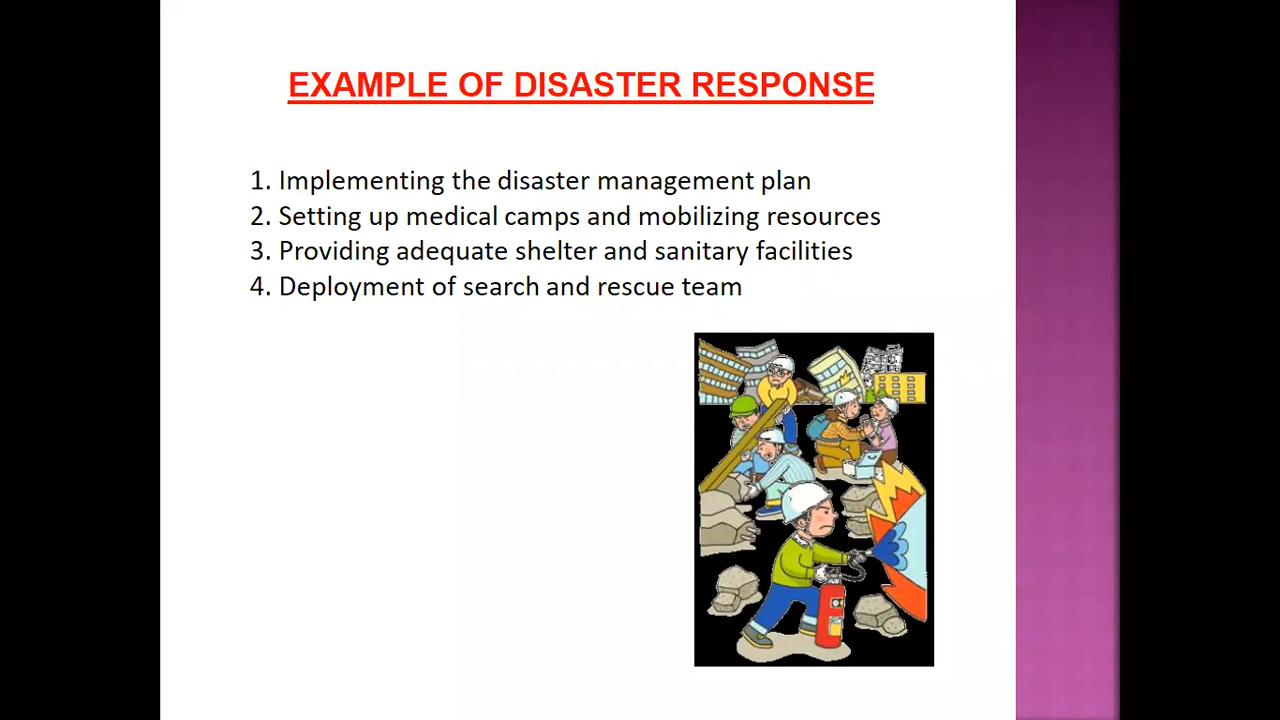 EXAMPLE OF DISASTER RESPONSE
1. Implementing the disaster management plan
2. Setting up medical camps and mobilizing resources
3. Providing adequate shelter and sanitary facilities
4. Deployment of search and rescue team